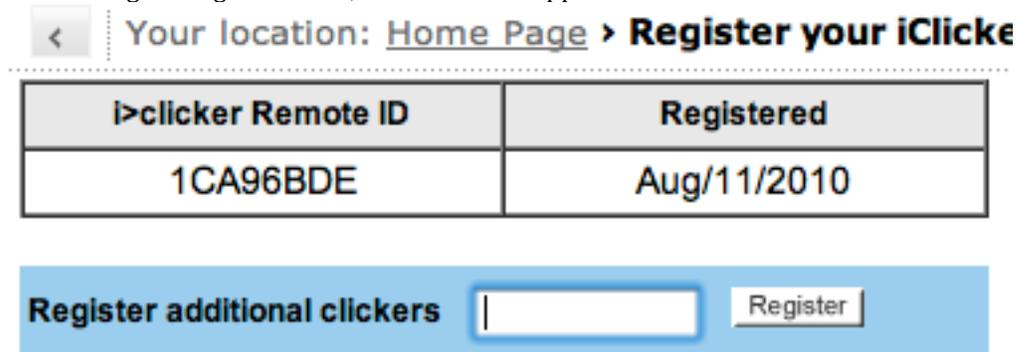 ‹ Your location: Home Page › Register your iClicke
i>clicker Remote ID Registered
1CA96BDE Aug/11/2010
Register additional clickers Register